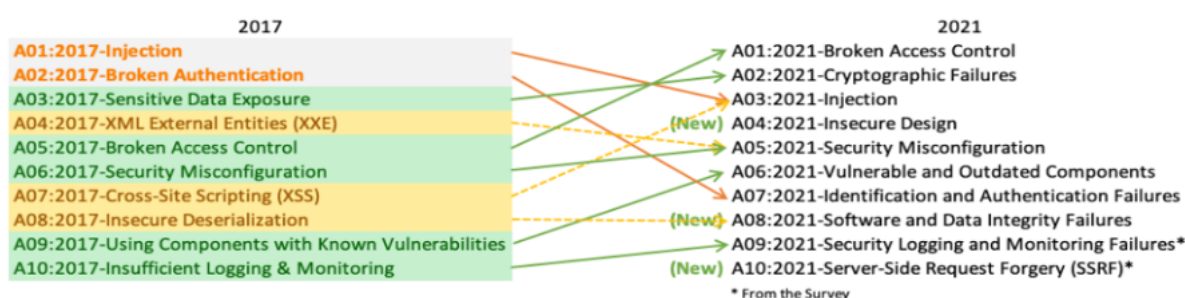 2017
A01:2017-Injection
A02:2017-Broken Authentication
A03:2017-Sensitive Data Exposure
A04:2017-XML External Entities (XXE)
A05:2017-Broken Access Control
A06:2017-Security Misconfiguration
A07:2017-Cross-Site Scripting (XSS)
A08:2017-Insecure Deserialization
A09:2017-Using Components with Known Vulnerabilities
A10:2017-Insufficient Logging & Monitoring
2021
A01:2021-Broken Access Control
A02:2021-Cryptographic Failures
A03:2021-Injection
(New) A04:2021-Insecure Design
A05:2021-Security Misconfiguration
A06:2021-Vulnerable and Outdated Components
A07:2021-Identification and Authentication Failures
(New) A08:2021-Software and Data Integrity Failures
A09:2021-Security Logging and Monitoring Failures*
(New) A10:2021-Server-Side Request Forgery (SSRF)*
* From the Survey